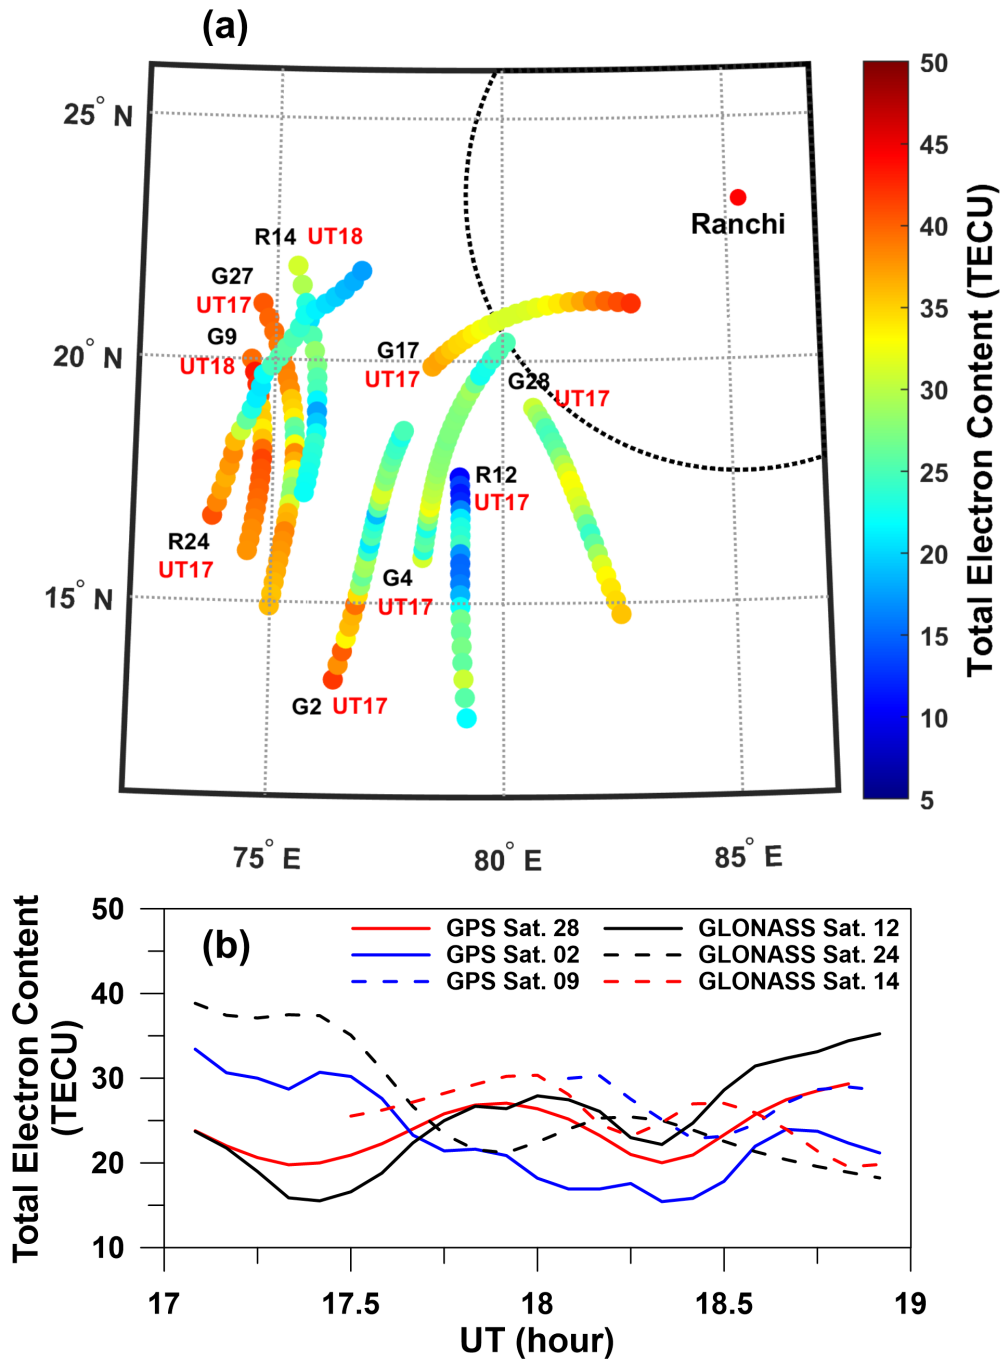 (a)
25° N
20° N
15° N
75° E
80° E
85° E
Ranchi
R14 UT18
G27
UT17
G9
UT18
G17
UT17
G28
UT17
R12
UT17
R24
UT17
G4
UT17
G2 UT17
50
45
40
35
30
25
20
15
10
5
Total Electron Content (TECU)
(b)
GPS Sat. 28
GPS Sat. 02
GPS Sat. 09
GLONASS Sat. 12
GLONASS Sat. 24
GLONASS Sat. 14
50
40
30
20
10
Total Electron Content
(TECU)
17
17.5
18
18.5
19
UT (hour)